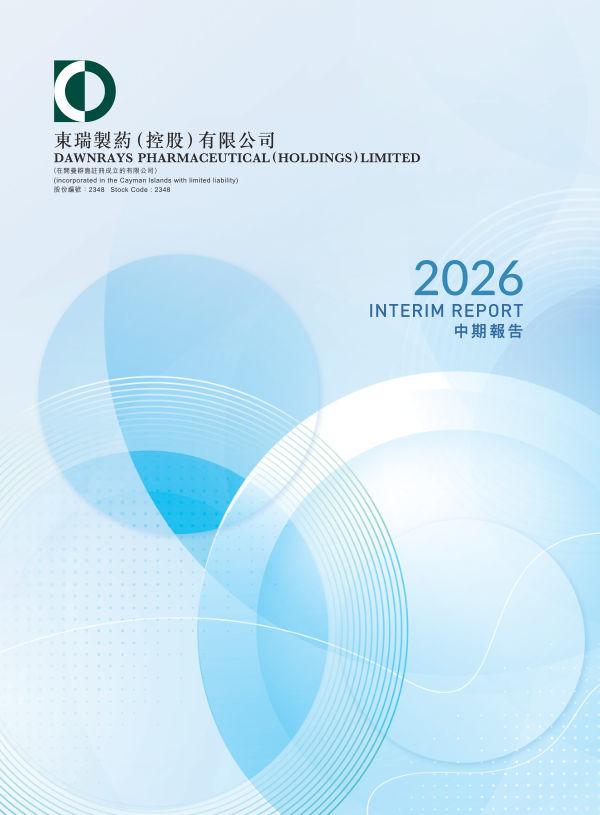 東瑞製葯(控股)有限公司
DAWNRAYS PHARMACEUTICAL (HOLDINGS) LIMITED
(在開曼群島註冊成立的有限公司)
(incorporated in the Cayman Islands with limited liability)
股份編號：2348 Stock Code : 2348
2026
INTERIM REPORT
中期報告